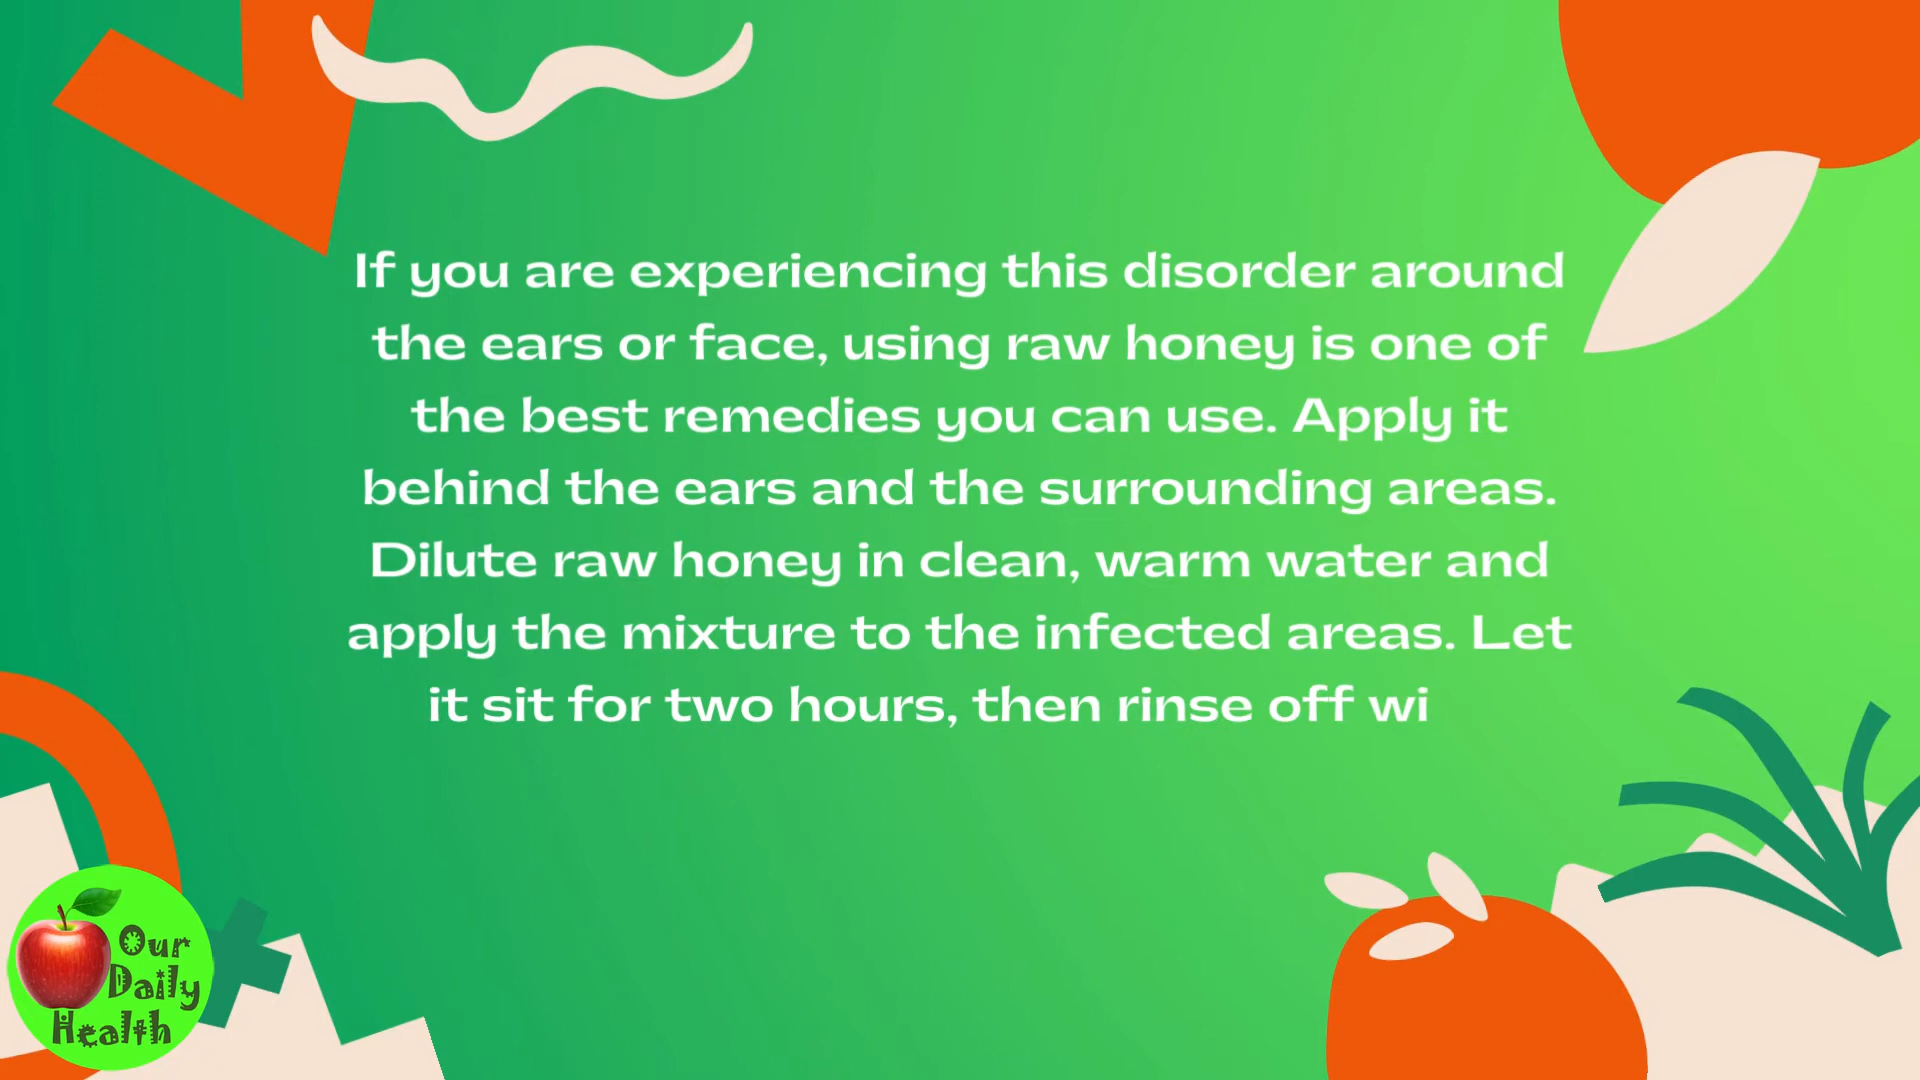 If you are experiencing this disorder around
the ears or face, using raw honey is one of
the best remedies you can use. Apply it
behind the ears and the surrounding areas.
Dilute raw honey in clean, warm water and
apply the mixture to the infected areas. Let
it sit for two hours, then rinse off wi
Our
Daily
Health